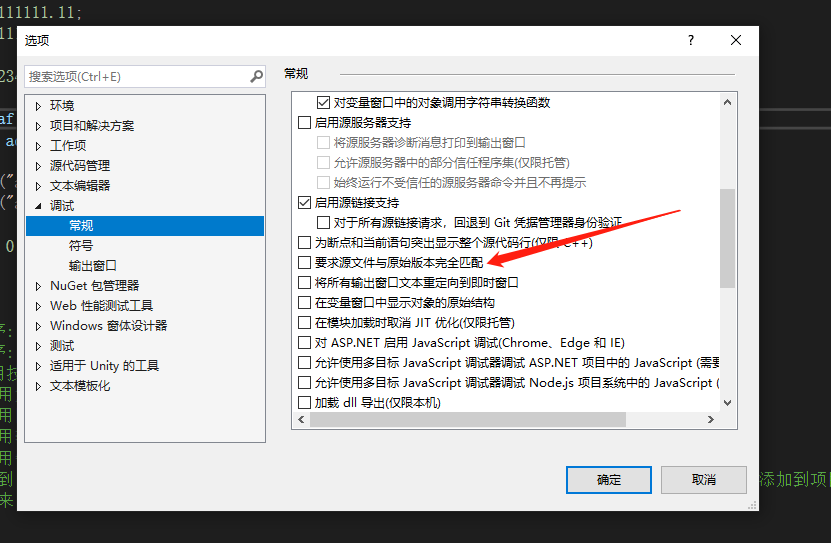 111111.11;
11
选项
?
搜索选项(Ctrl+E)
234
环境
项目和解决方案
工作项
源代码管理
文本编辑器
调试
常规
符号
输出窗口
NuGet 包管理器
Web 性能测试工具
Windows 窗体设计器
测试
适用于 Unity 的工具
文本模板化
常规
对变量窗口中的对象调用字符串转换函数
启用源服务器支持
将源服务器诊断消息打印到输出窗口
允许源服务器中的部分信任程序集(仅限托管)
始终运行不受信任的源服务器命令并且不再提示
启用源链接支持
对于所有源链接请求，回退到 Git 凭据管理器身份验证
为断点和当前语句突出显示整个源代码行(仅限 C++)
要求源文件与原始版本完全匹配
将所有输出窗口文本重定向到即时窗口
在变量窗口中显示对象的原始结构
在模块加载时取消 JIT 优化(仅限托管)
对 ASP.NET 启用 JavaScript 调试(Chrome、Edge 和 IE)
允许使用多目标 JavaScript 调试器调试 ASP.NET 项目中的 JavaScript (需要
允许使用多目标 JavaScript 调试器调试 Node.js 项目系统中的 JavaScript (
加载 dll 导出(仅限本机)
确定
取消
af
a
("a
("a
0
序:
序:
用
用
用
用
到
添加到项目
来